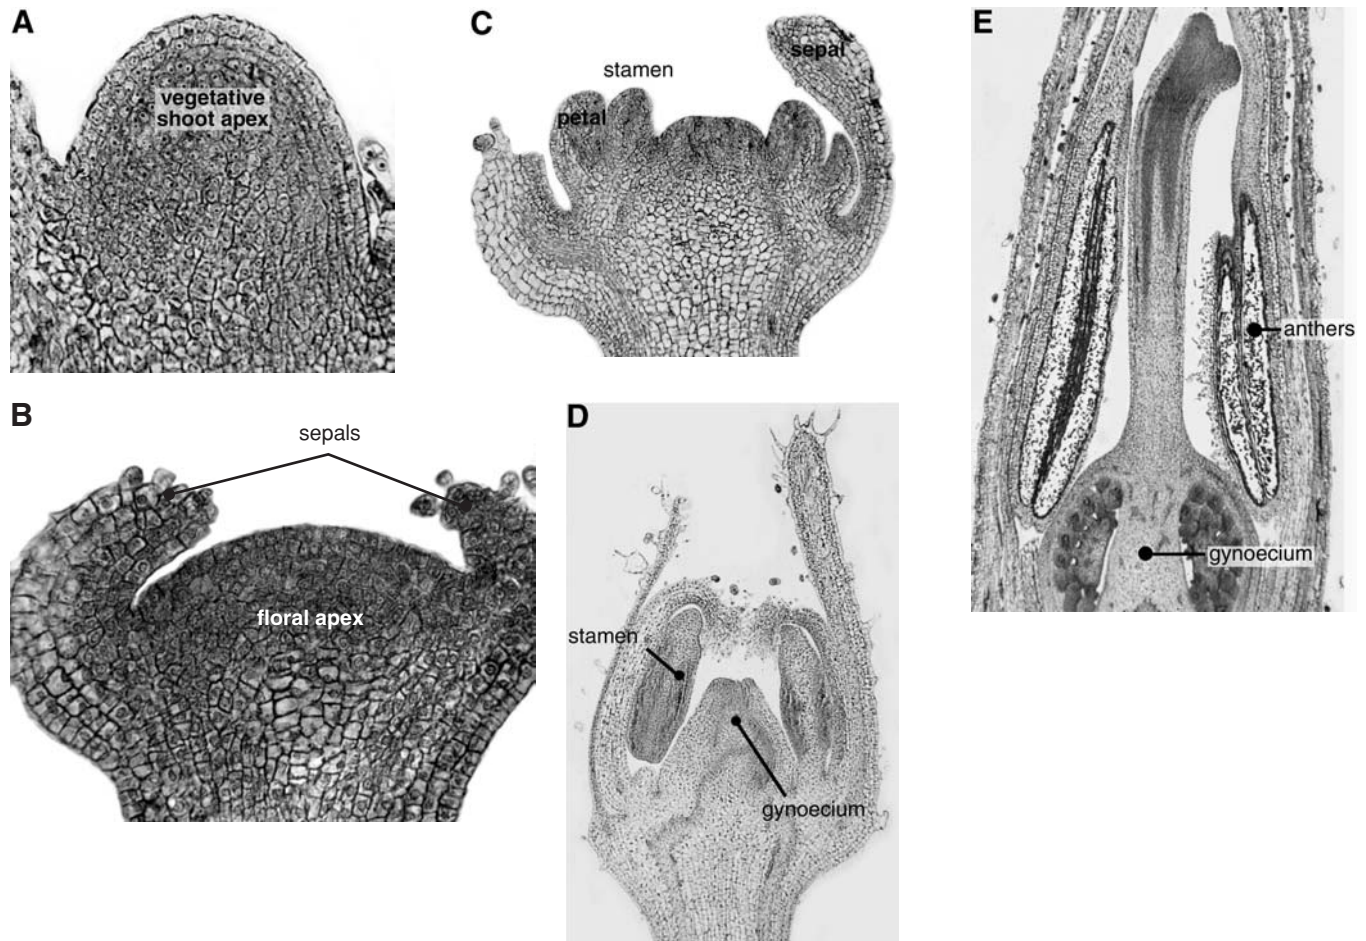 A
vegetative
shoot apex
B
sepals
floral apex
C
stamen
sepal
petal
D
stamen
gynoecium
E
anthers
gynoecium